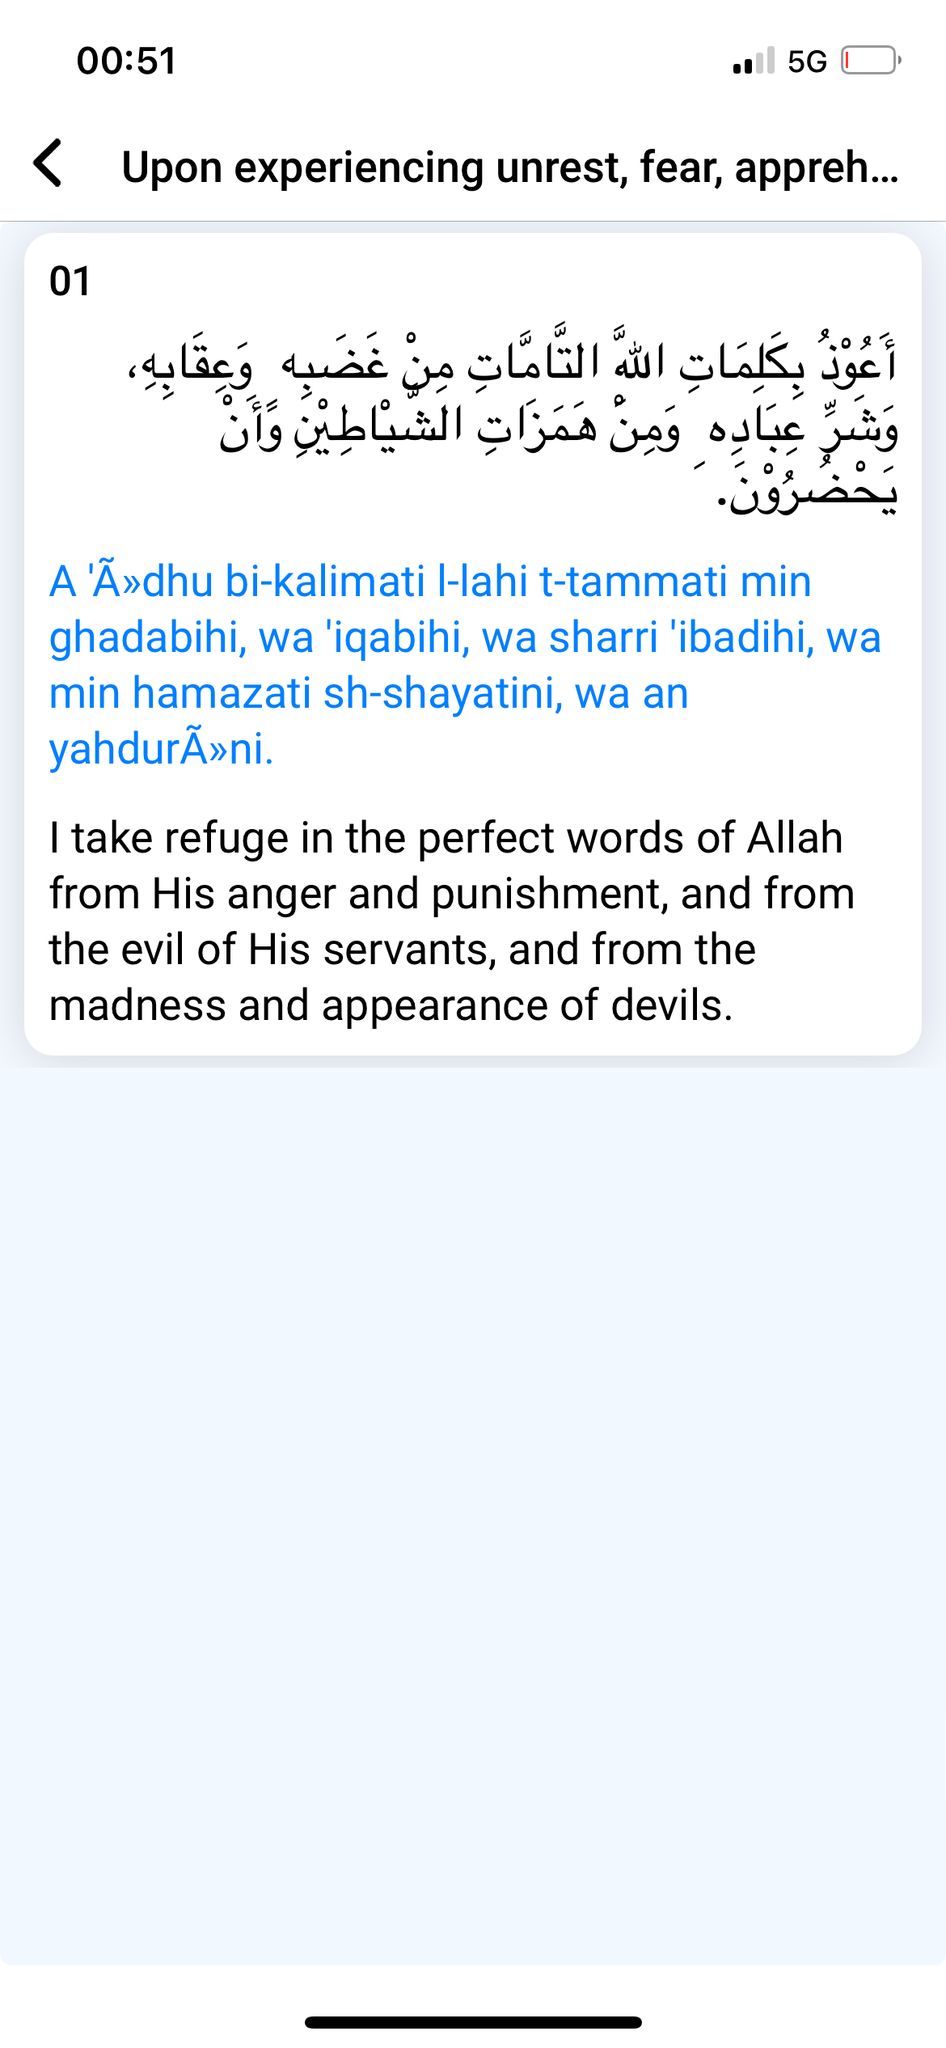 00:51 5G
Upon experiencing unrest, fear, appreh...
01
أَعُوْذُ بِكَلِمَاتِ اللهِ التَّامَّاتِ مِنْ غَضَبِهِ وَعِقَابِهِ،
وَشَرِّ عِبَادِهِ وَمِنْ هَمَزَاتِ الشَّيَاطِيْنِ وَأَنْ
يَحْضُرُوْنَ.
A 'Ã»dhu bi-kalimati l-lahi t-tammati min
ghadabihi, wa 'iqabihi, wa sharri 'ibadihi, wa
min hamazati sh-shayatini, wa an
yahdurÃ»ni.
I take refuge in the perfect words of Allah
from His anger and punishment, and from
the evil of His servants, and from the
madness and appearance of devils.